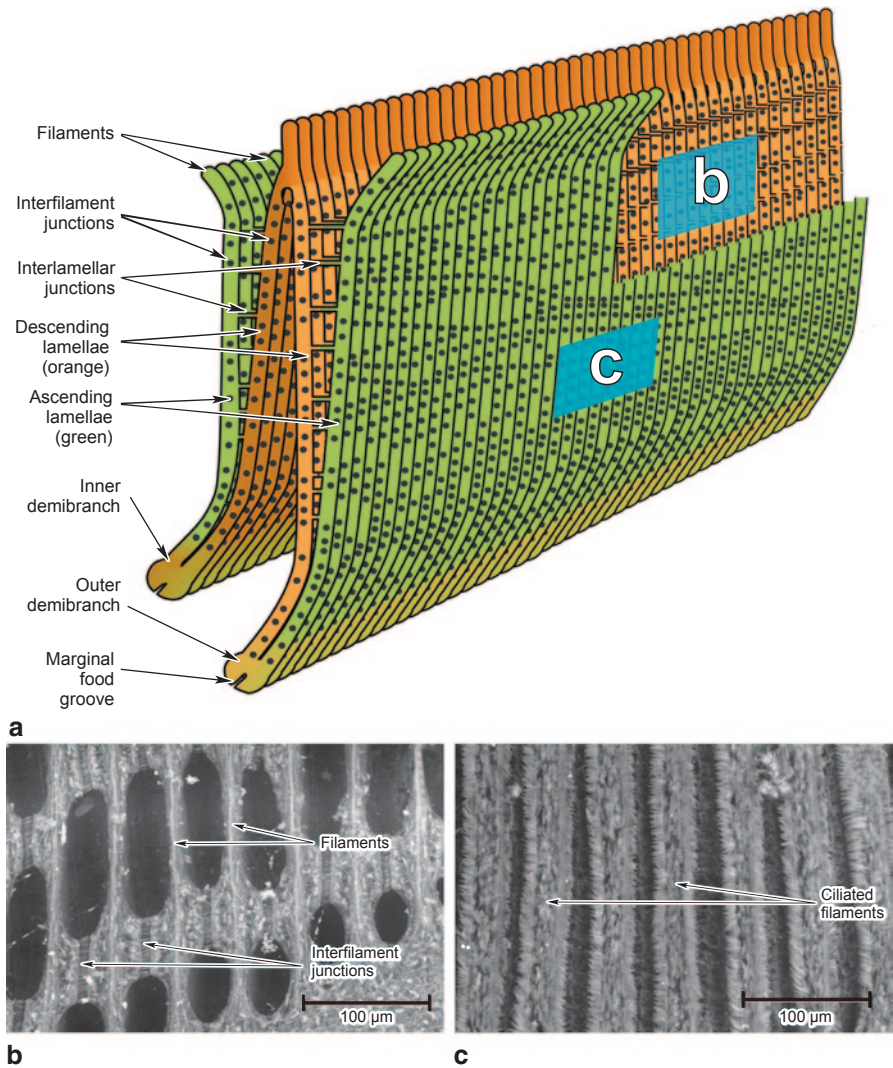 Filaments
Interfilament
junctions
Interlamellar
junctions
Descending
lamellae
(orange)
Ascending
lamellae
(green)
Inner
demibranch
Outer
demibranch
Marginal
food
groove
b
c
a
Filaments
Interfilament
junctions
100 µm
b
Ciliated
filaments
100 µm
c